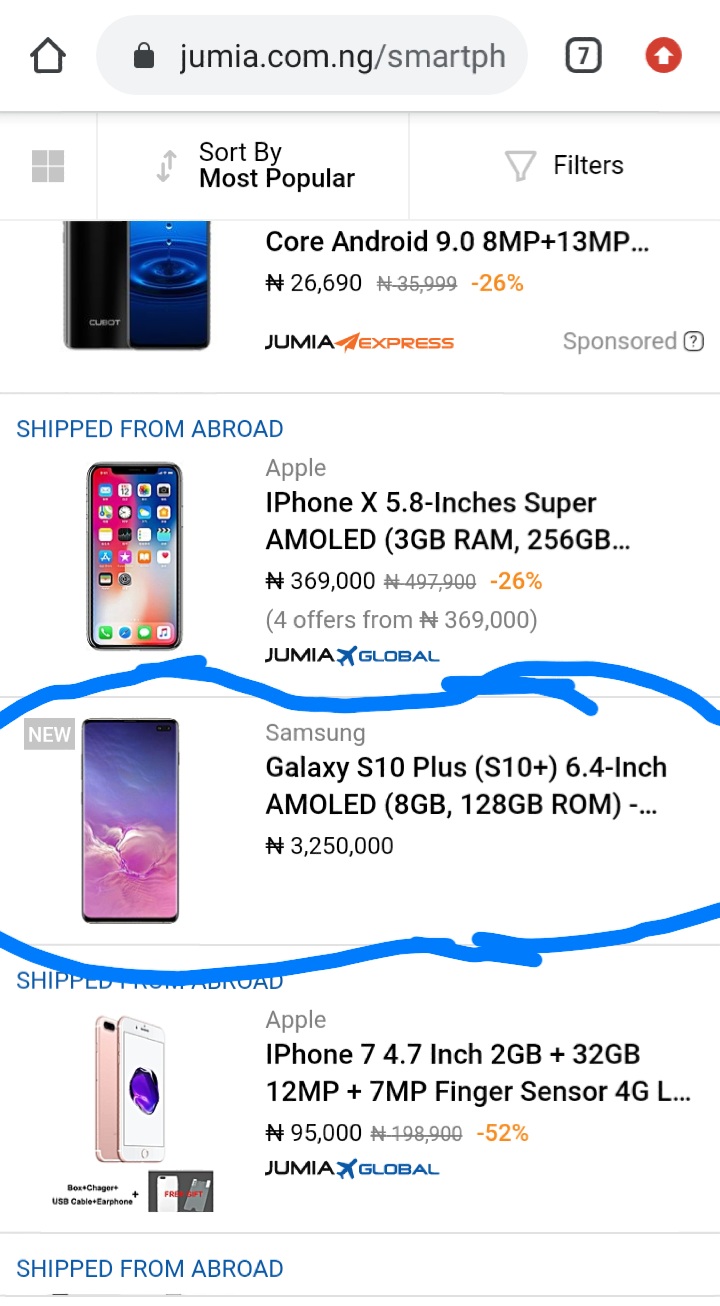 jumia.com.ng/smartph
7
Sort By
Most Popular
Filters
CUBOT
Core Android 9.0 8MP+13MP...
₦ 26,690 ₦ 35,999 -26%
JUMIA EXPRESS
Sponsored ?
SHIPPED FROM ABROAD
Apple
IPhone X 5.8-Inches Super
AMOLED (3GB RAM, 256GB...
₦ 369,000 ₦ 497,900 -26%
(4 offers from ₦ 369,000)
JUMIA GLOBAL
NEW
Samsung
Galaxy S10 Plus (S10+) 6.4-Inch
AMOLED (8GB, 128GB ROM) -...
₦ 3,250,000
SHIPPED FROM ABROAD
Apple
IPhone 7 4.7 Inch 2GB + 32GB
12MP + 7MP Finger Sensor 4G L...
₦ 95,000 ₦ 198,900 -52%
JUMIA GLOBAL
Box+Chager+
USB Cable+Earphone +
FREE GIFT
SHIPPED FROM ABROAD